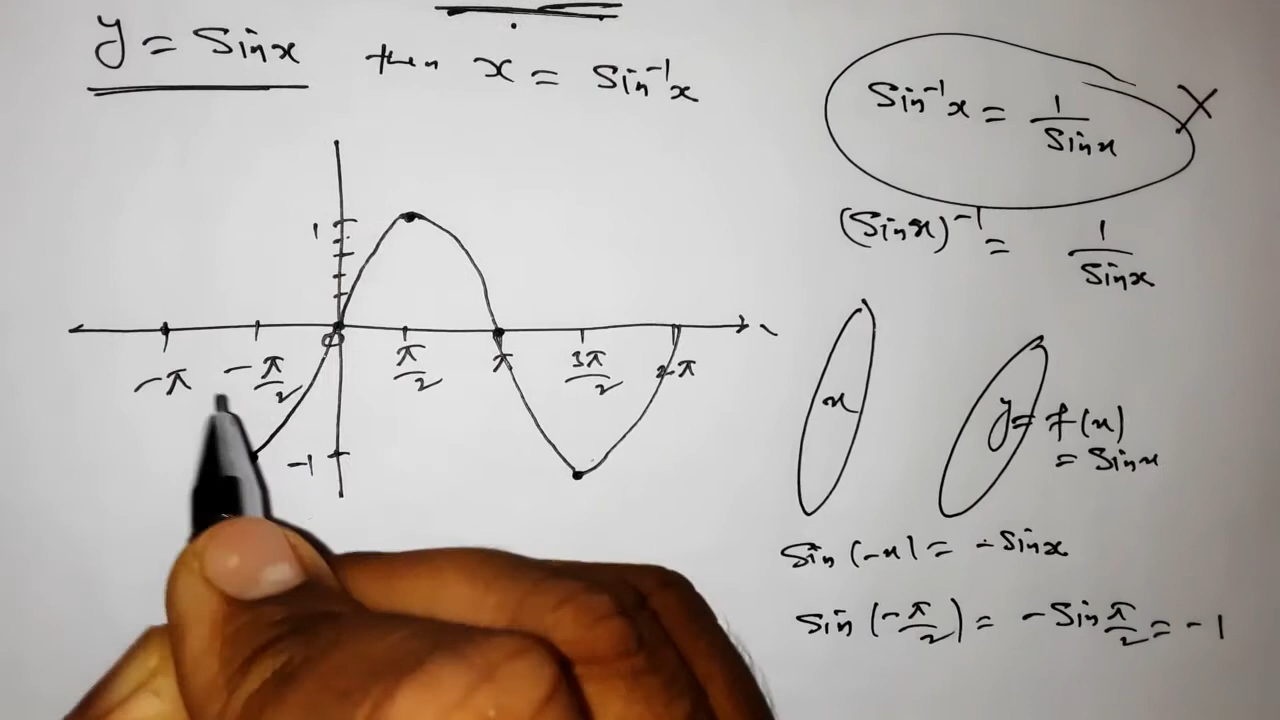 y = Sinx then x = Sin⁻¹x
Sin⁻¹x = 1/Sinx X
(Sinx)⁻¹ = 1/Sinx
1
-π -π/2 0 π/2 π 3π/2 2π
-1
x
y = f(x)
= Sinx
Sin(-x) = -Sinx
Sin(-π/2) = -Sin π/2 = -1